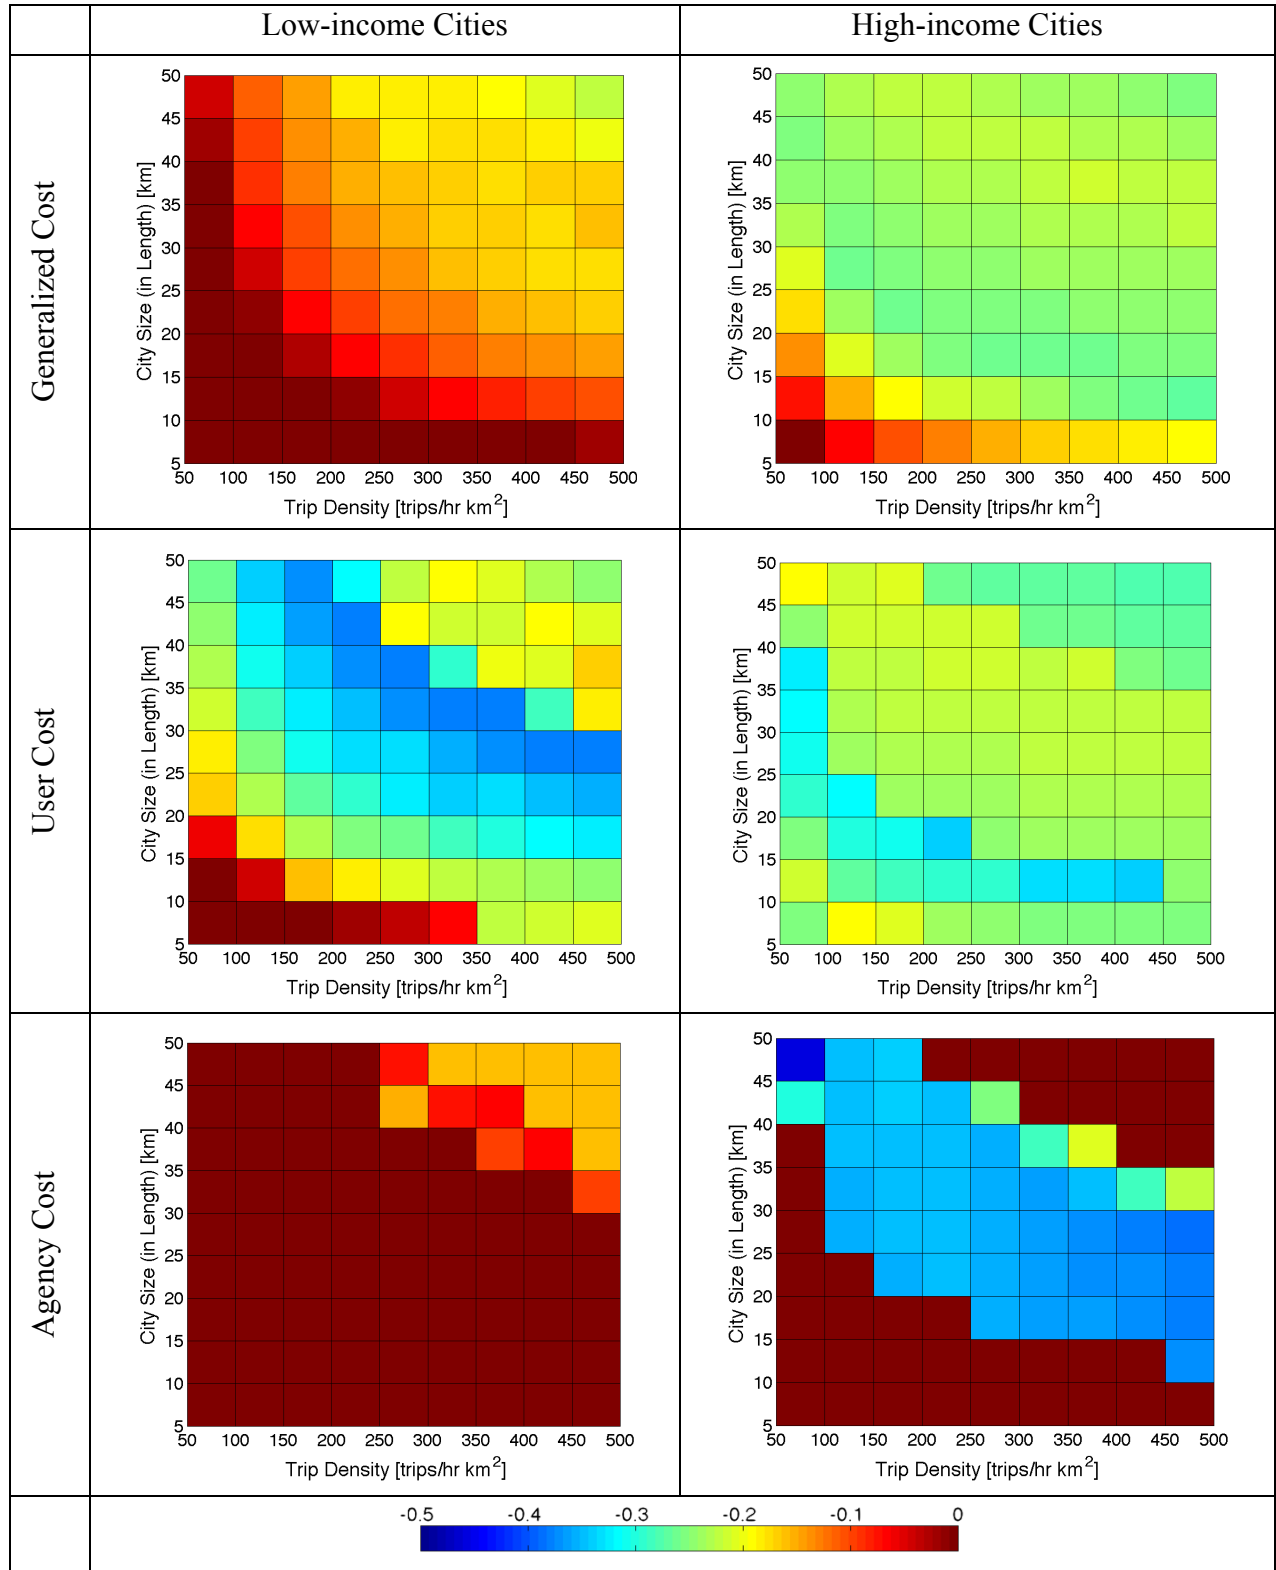 Low-income Cities
High-income Cities
Generalized Cost
50
45
40
35
30
25
20
15
10
5
City Size (in Length) [km]
50 100 150 200 250 300 350 400 450 500
Trip Density [trips/hr km²]
50
45
40
35
30
25
20
15
10
5
City Size (in Length) [km]
50 100 150 200 250 300 350 400 450 500
Trip Density [trips/hr km²]
User Cost
50
45
40
35
30
25
20
15
10
5
City Size (in Length) [km]
50 100 150 200 250 300 350 400 450 500
Trip Density [trips/hr km²]
50
45
40
35
30
25
20
15
10
5
City Size (in Length) [km]
50 100 150 200 250 300 350 400 450 500
Trip Density [trips/hr km²]
Agency Cost
50
45
40
35
30
25
20
15
10
5
City Size (in Length) [km]
50 100 150 200 250 300 350 400 450 500
Trip Density [trips/hr km²]
50
45
40
35
30
25
20
15
10
5
City Size (in Length) [km]
50 100 150 200 250 300 350 400 450 500
Trip Density [trips/hr km²]
-0.5 -0.4 -0.3 -0.2 -0.1 0